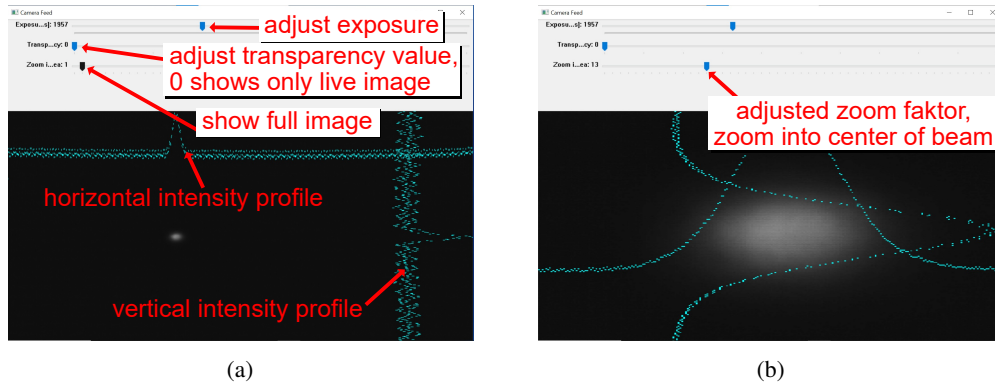 Camera Feed
Exposu...s]: 1957
adjust exposure
Transp...cy: 0
adjust transparency value,
0 shows only live image
Zoom i...ea: 1
show full image
horizontal intensity profile
vertical intensity profile
(a)
Camera Feed
Exposu...s]: 1957
Transp...cy: 0
Zoom i...ea: 13
adjusted zoom faktor,
zoom into center of beam
(b)